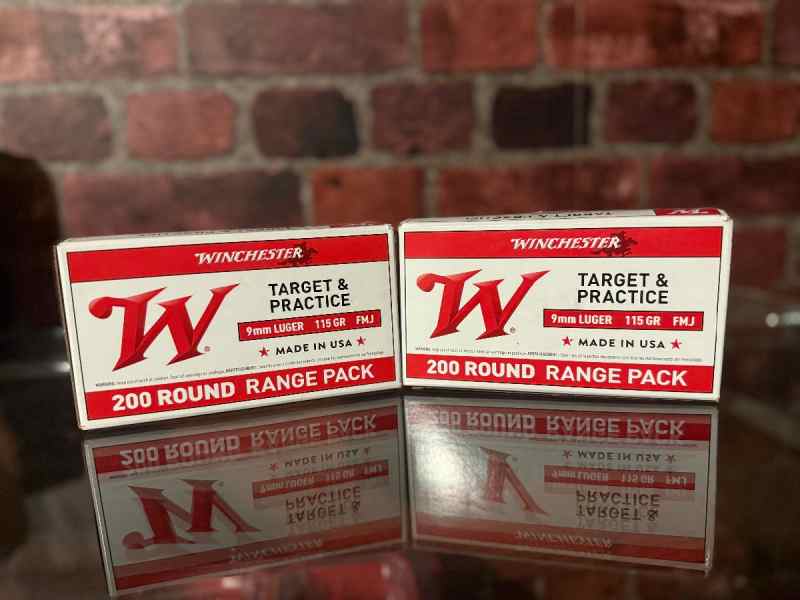 WINCHESTER
W
TARGET &
PRACTICE
9mm LUGER 115 GR FMJ
★ MADE IN USA ★
200 ROUND RANGE PACK
TARGET &
WINCHESTER
W
TARGET &
PRACTICE
9mm LUGER 115 GR FMJ
★ MADE IN USA ★
200 ROUND RANGE PACK